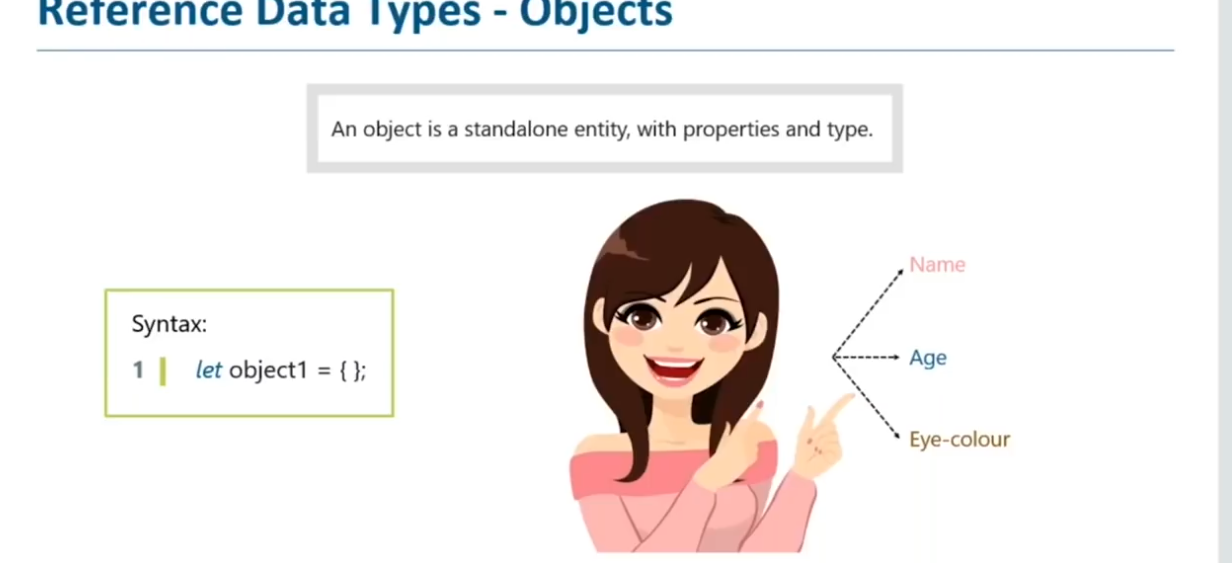 Reference Data Types - Objects
An object is a standalone entity, with properties and type.
Syntax:
1 let object1 = { };
Name
Age
Eye-colour